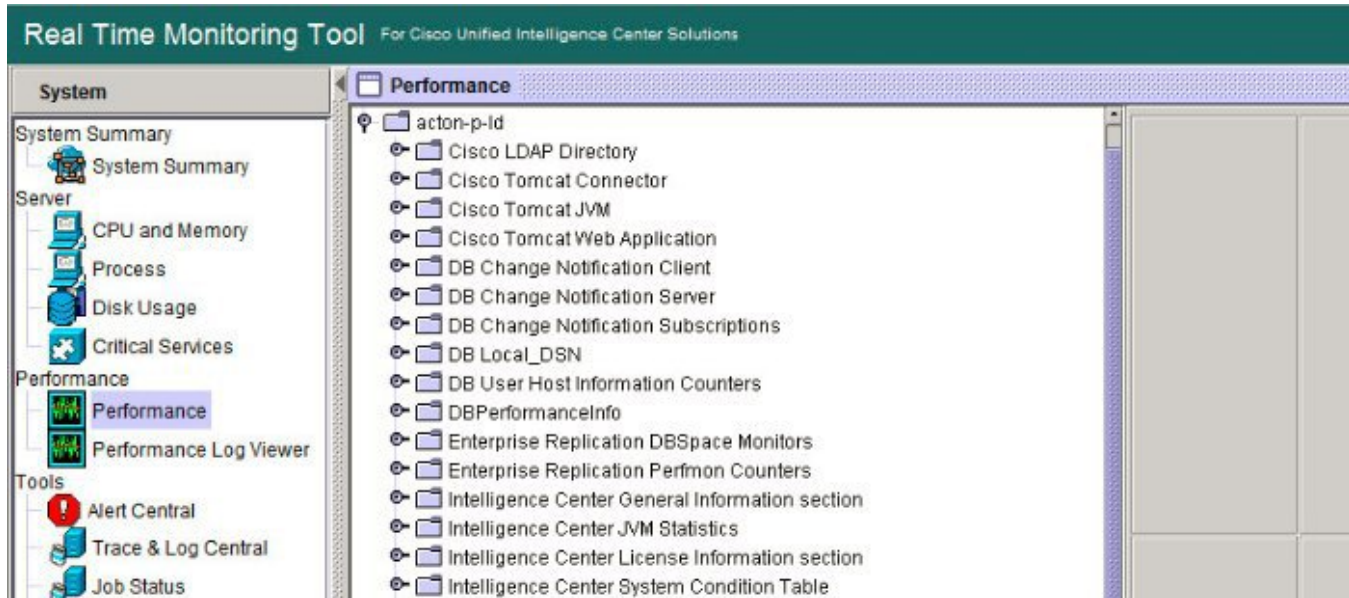 Real Time Monitoring Tool For Cisco Unified Intelligence Center Solutions
System
System Summary
System Summary
Server
CPU and Memory
Process
Disk Usage
Critical Services
Performance
Performance
Performance Log Viewer
Tools
Alert Central
Trace & Log Central
Job Status
Performance
acton-p-ld
Cisco LDAP Directory
Cisco Tomcat Connector
Cisco Tomcat JVM
Cisco Tomcat Web Application
DB Change Notification Client
DB Change Notification Server
DB Change Notification Subscriptions
DB Local_DSN
DB User Host Information Counters
DBPerformanceInfo
Enterprise Replication DBSpace Monitors
Enterprise Replication Perfmon Counters
Intelligence Center General Information section
Intelligence Center JVM Statistics
Intelligence Center License Information section
Intelligence Center System Condition Table